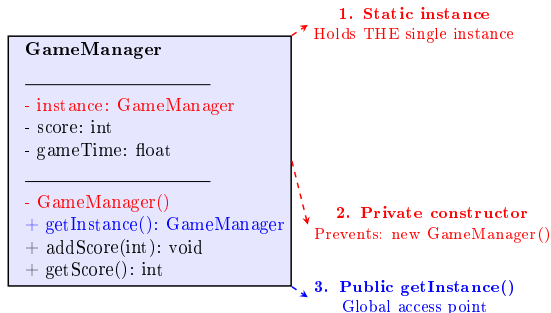 GameManager
- instance: GameManager
- score: int
- gameTime: float
- GameManager()
+ getInstance(): GameManager
+ addScore(int): void
+ getScore(): int
1. Static instance
Holds THE single instance
2. Private constructor
Prevents: new GameManager()
3. Public getInstance()
Global access point